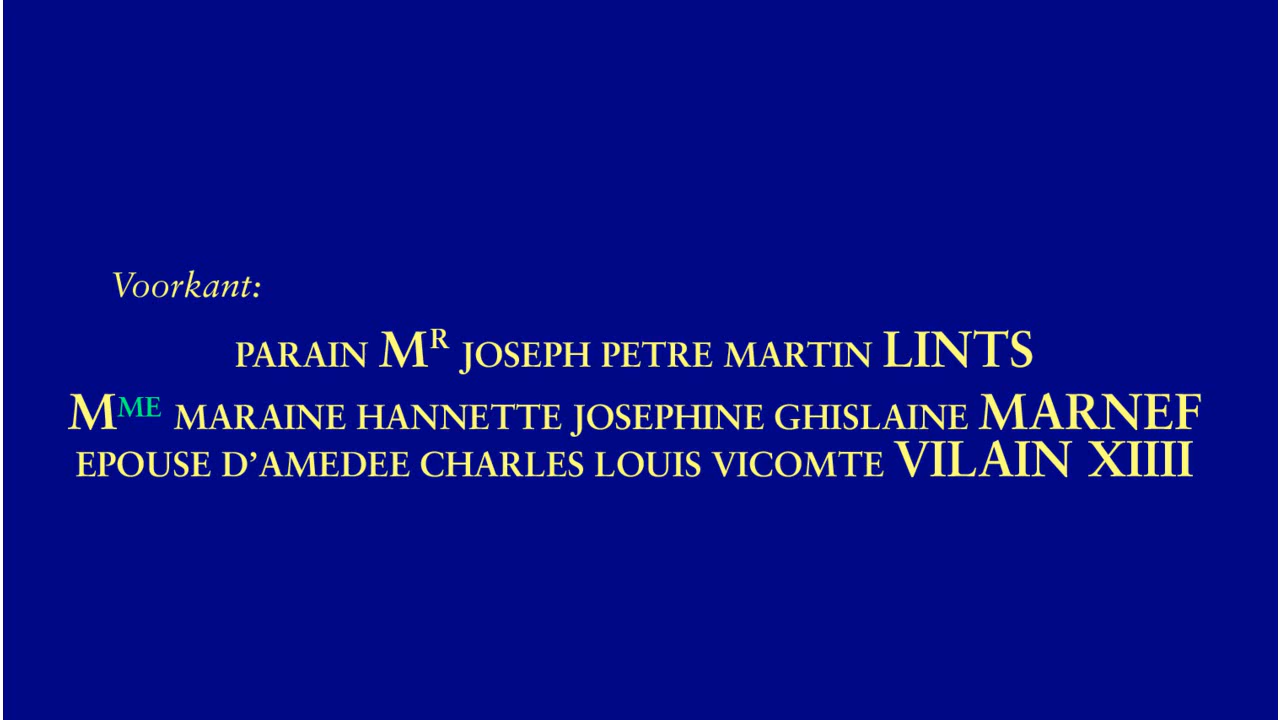 Voorkant:
PARAIN MR JOSEPH PETRE MARTIN LINTS
MME MARAINE HANNETTE JOSEPHINE GHISLAINE MARNEF
EPOUSE D’AMEDEE CHARLES LOUIS VICOMTE VILAIN XIIII